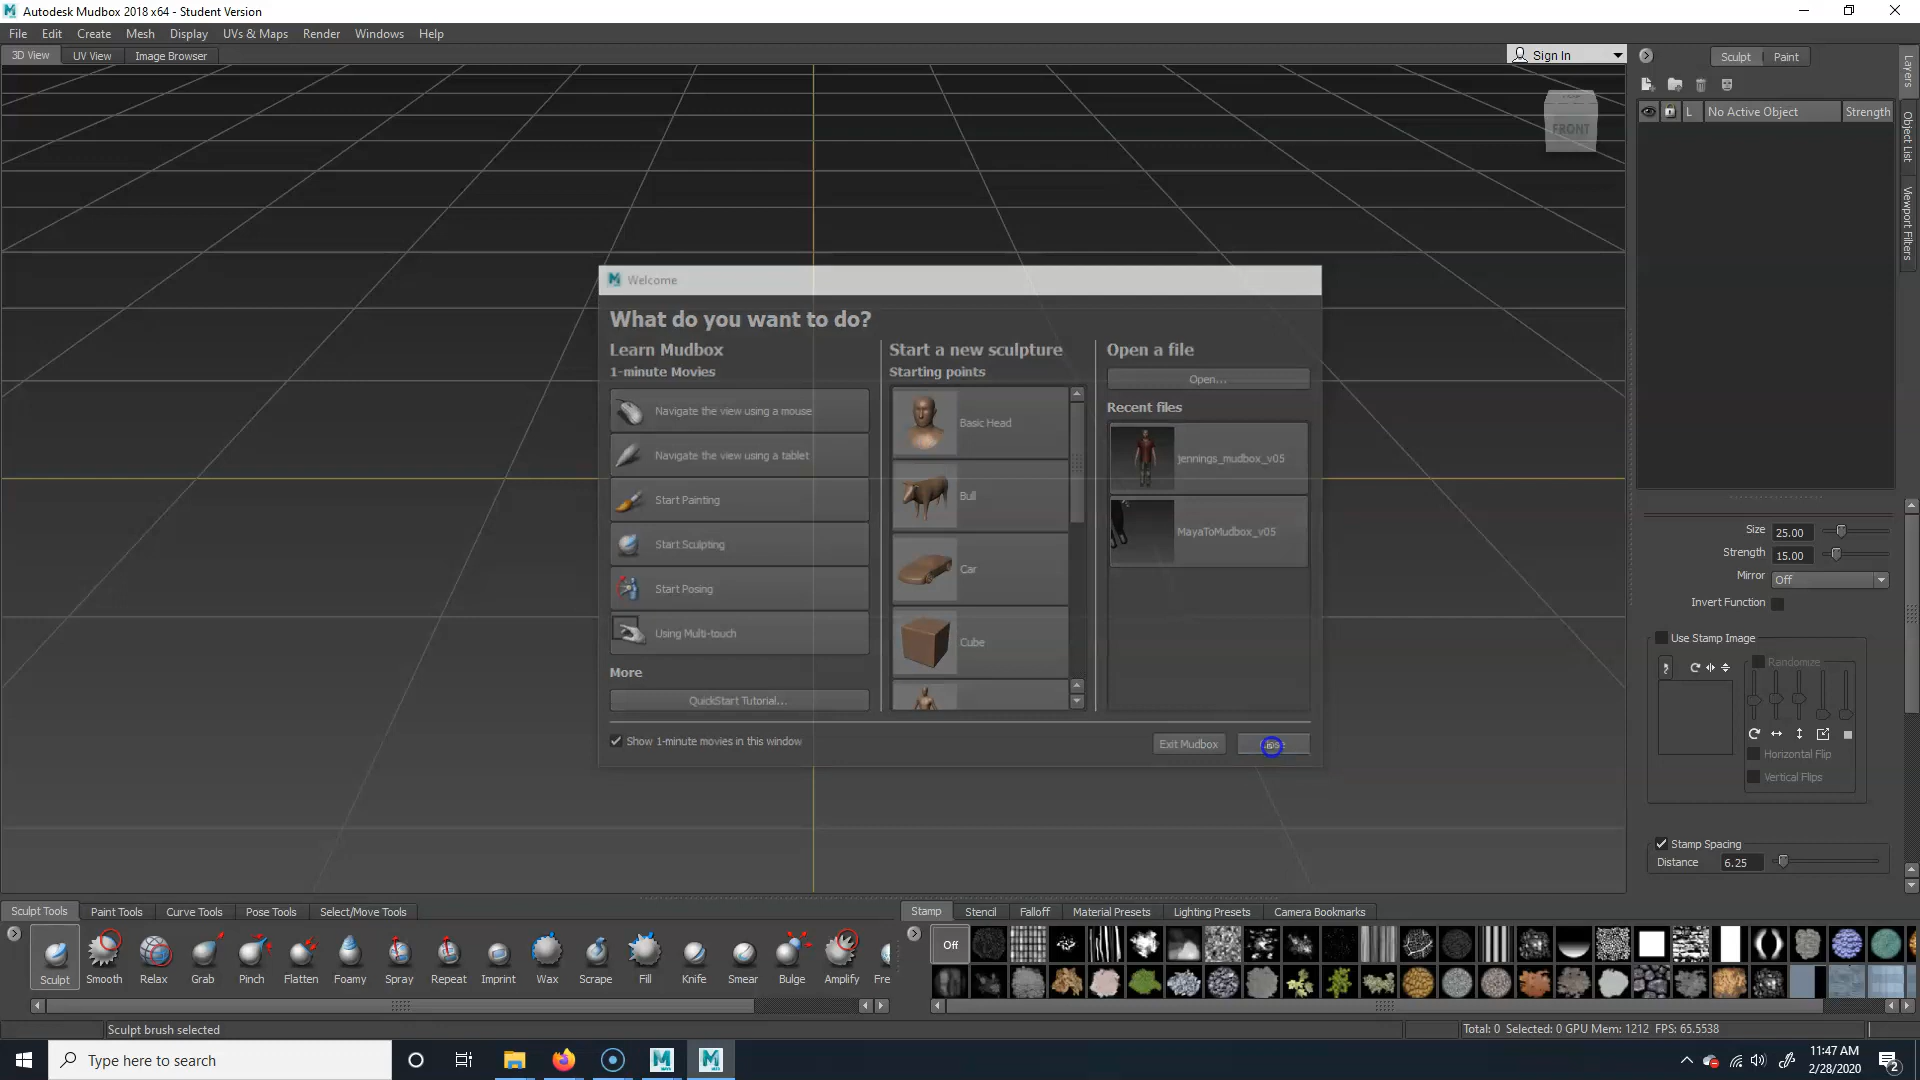 Autodesk Mudbox 2018 x64 - Student Version
File Edit Create Mesh Display UVs & Maps Render Windows Help
3D View UV View Image Browser
Sign In
Sculpt Paint
Layers
Object List
Viewport Filters
L No Active Object Strength
FRONT
Welcome
What do you want to do?
Learn Mudbox
1-minute Movies
Navigate the view using a mouse
Navigate the view using a tablet
Start Painting
Start Sculpting
Start Posing
Using Multi-touch
More
QuickStart Tutorial...
Show 1-minute movies in this window
Start a new sculpture
Starting points
Basic Head
Bull
Car
Cube
Open a file
Open...
Recent files
jennings_mudbox_v05
MayaToMudbox_v05
Exit Mudbox
Size 25.00
Strength 15.00
Mirror Off
Invert Function
Use Stamp Image
Randomize
Horizontal Flip
Vertical Flips
Stamp Spacing
Distance 6.25
Sculpt Tools Paint Tools Curve Tools Pose Tools Select/Move Tools
Sculpt Smooth Relax Grab Pinch Flatten Foamy Spray Repeat Imprint Wax Scrape Fill Knife Smear Bulge Amplify Fre
Stamp Stencil Falloff Material Presets Lighting Presets Camera Bookmarks
Off
Sculpt brush selected
Total: 0 Selected: 0 GPU Mem: 1212 FPS: 65.5538
Type here to search
11:47 AM
2/28/2020
2